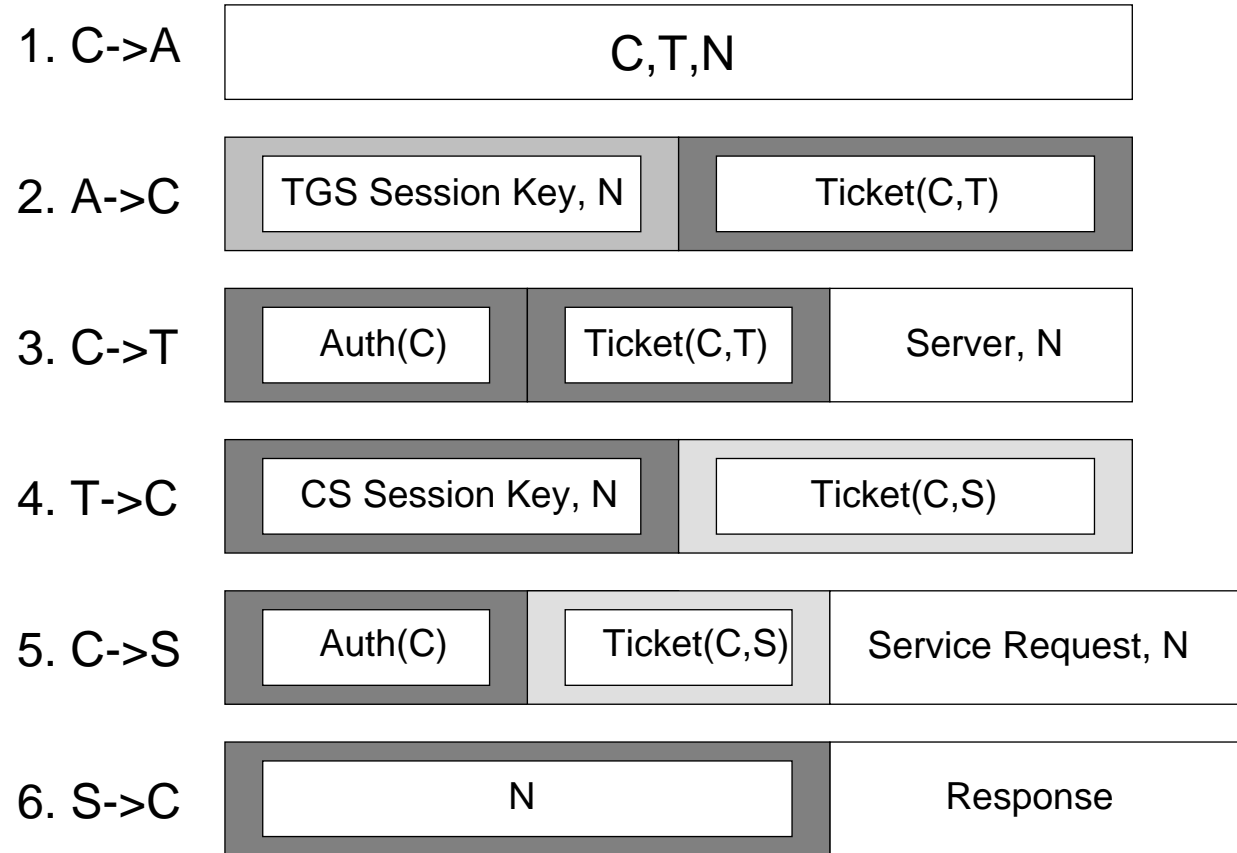 1. C->A C,T,N
2. A->C TGS Session Key, N Ticket(C,T)
3. C->T Auth(C) Ticket(C,T) Server, N
4. T->C CS Session Key, N Ticket(C,S)
5. C->S Auth(C) Ticket(C,S) Service Request, N
6. S->C N Response